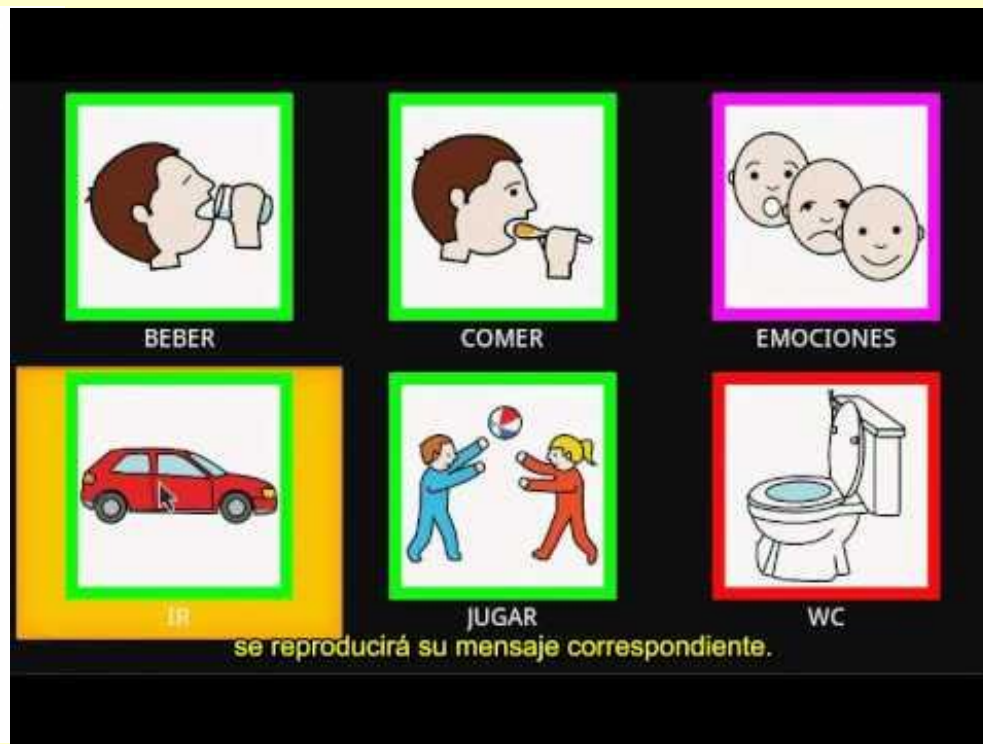 BEBER
COMER
EMOCIONES
IR
JUGAR
WC
se reproducirá su mensaje correspondiente.